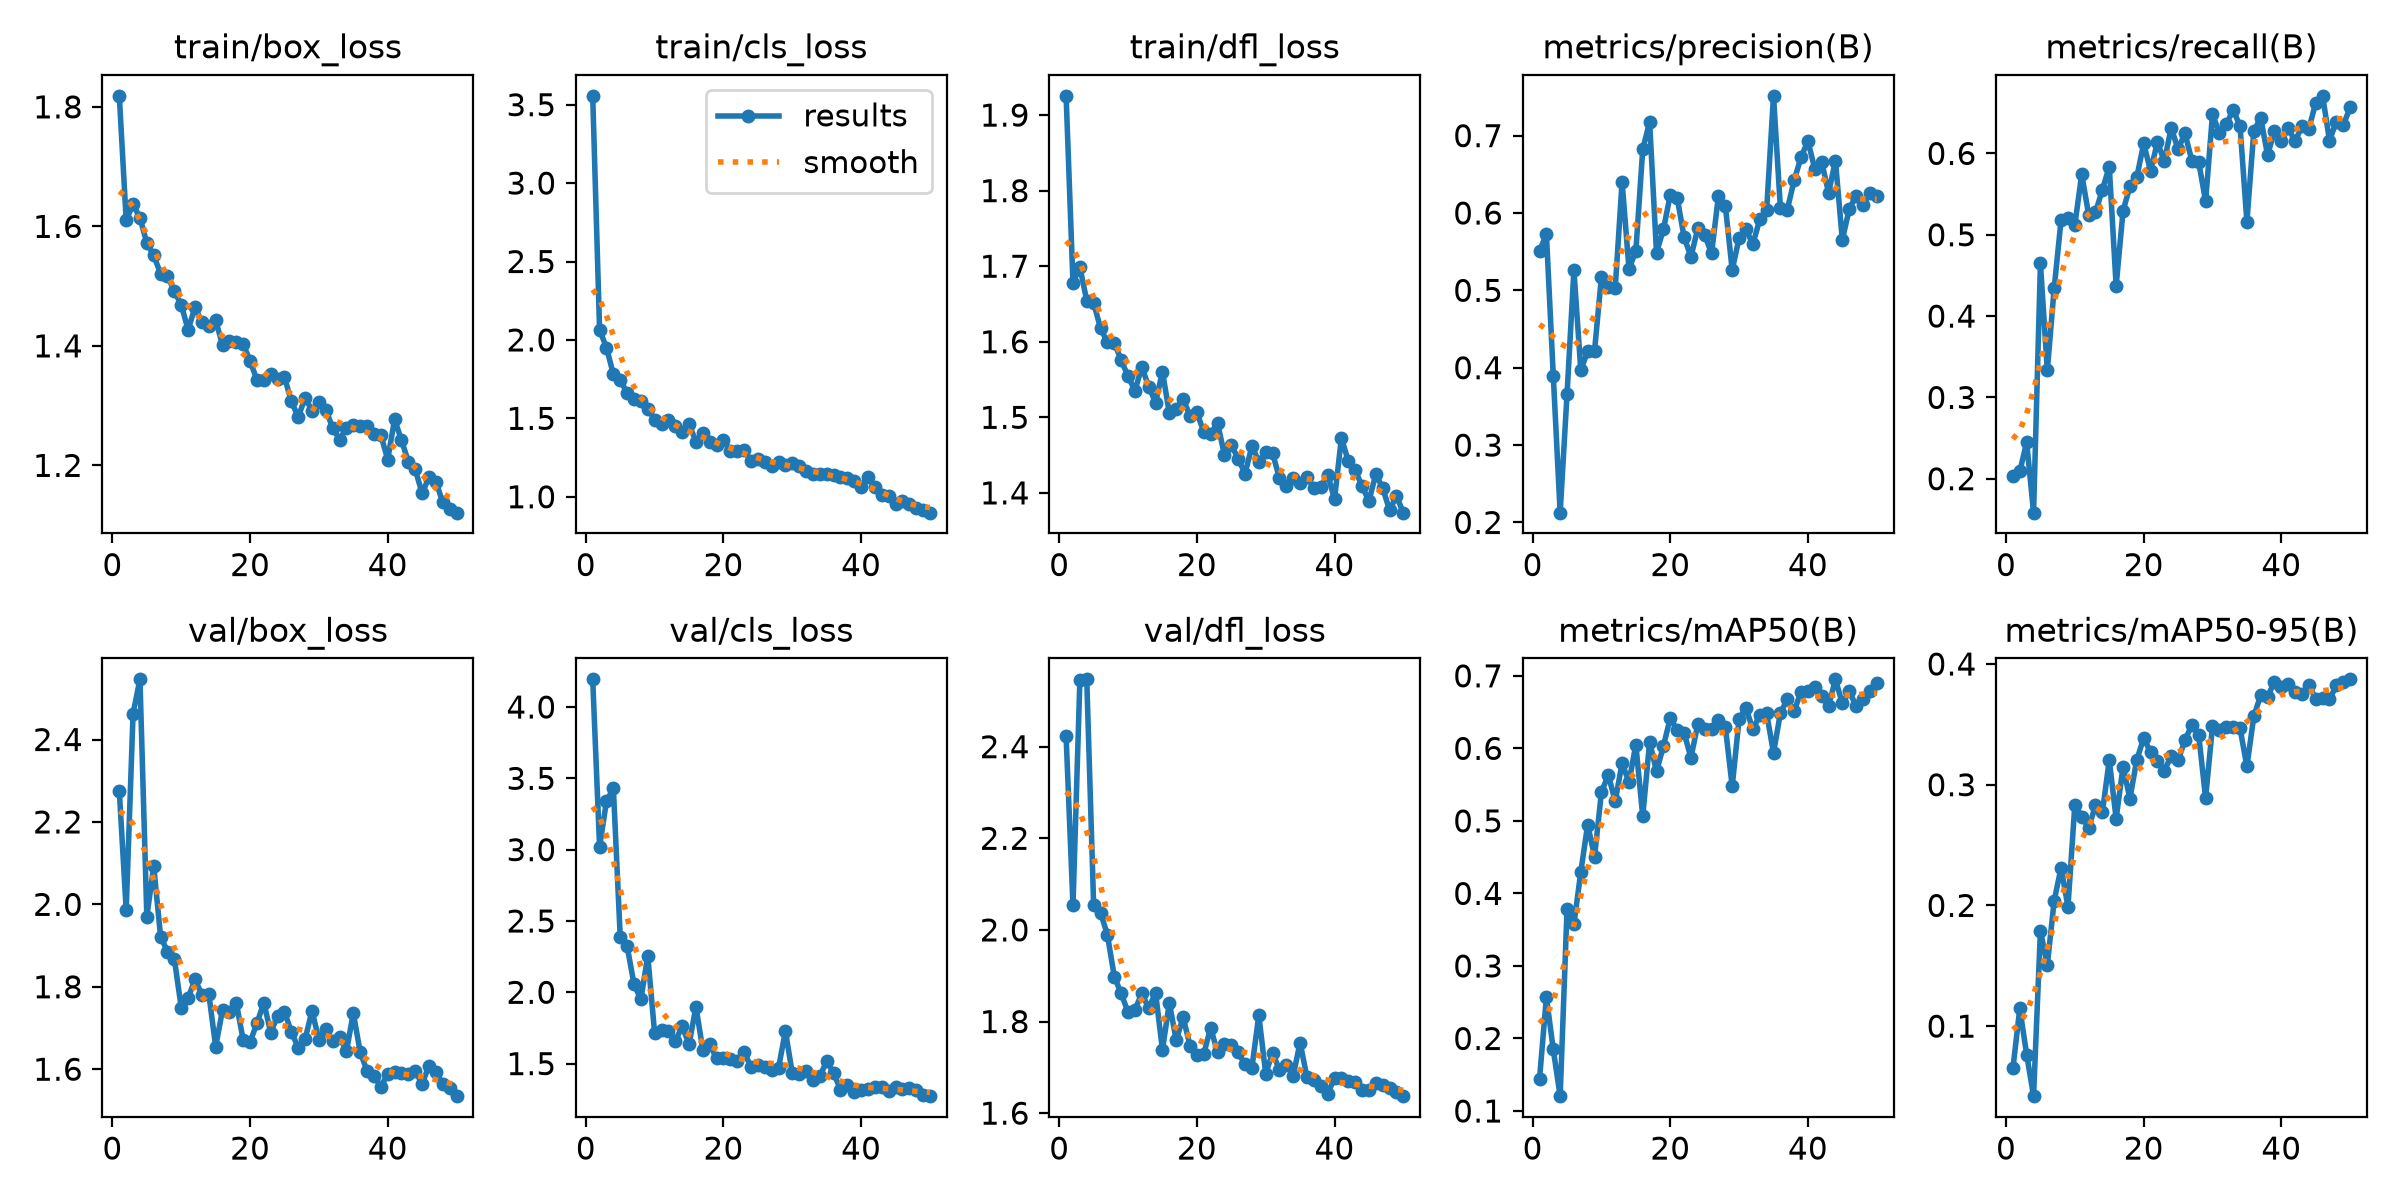 train/box_loss
1.8
1.6
1.4
1.2
0 20 40
train/cls_loss
results
smooth
3.5
3.0
2.5
2.0
1.5
1.0
0 20 40
train/dfl_loss
1.9
1.8
1.7
1.6
1.5
1.4
0 20 40
metrics/precision(B)
0.7
0.6
0.5
0.4
0.3
0.2
0 20 40
metrics/recall(B)
0.6
0.5
0.4
0.3
0.2
0 20 40
val/box_loss
2.4
2.2
2.0
1.8
1.6
0 20 40
val/cls_loss
4.0
3.5
3.0
2.5
2.0
1.5
0 20 40
val/dfl_loss
2.4
2.2
2.0
1.8
1.6
0 20 40
metrics/mAP50(B)
0.7
0.6
0.5
0.4
0.3
0.2
0.1
0 20 40
metrics/mAP50-95(B)
0.4
0.3
0.2
0.1
0 20 40